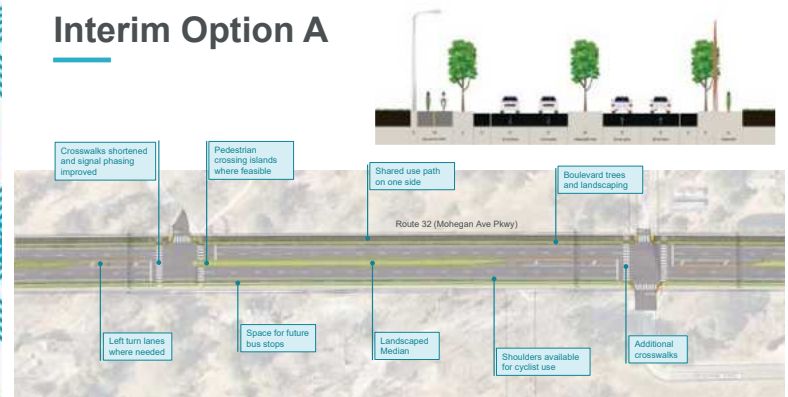 Interim Option A
Crosswalks shortened
and signal phasing
improved
Pedestrian
crossing islands
where feasible
Shared use path
on one side
Boulevard trees
and landscaping
Route 32 (Mohegan Ave Pkwy)
Left turn lanes
where needed
Space for future
bus stops
Landscaped
Median
Shoulders available
for cyclist use
Additional
crosswalks